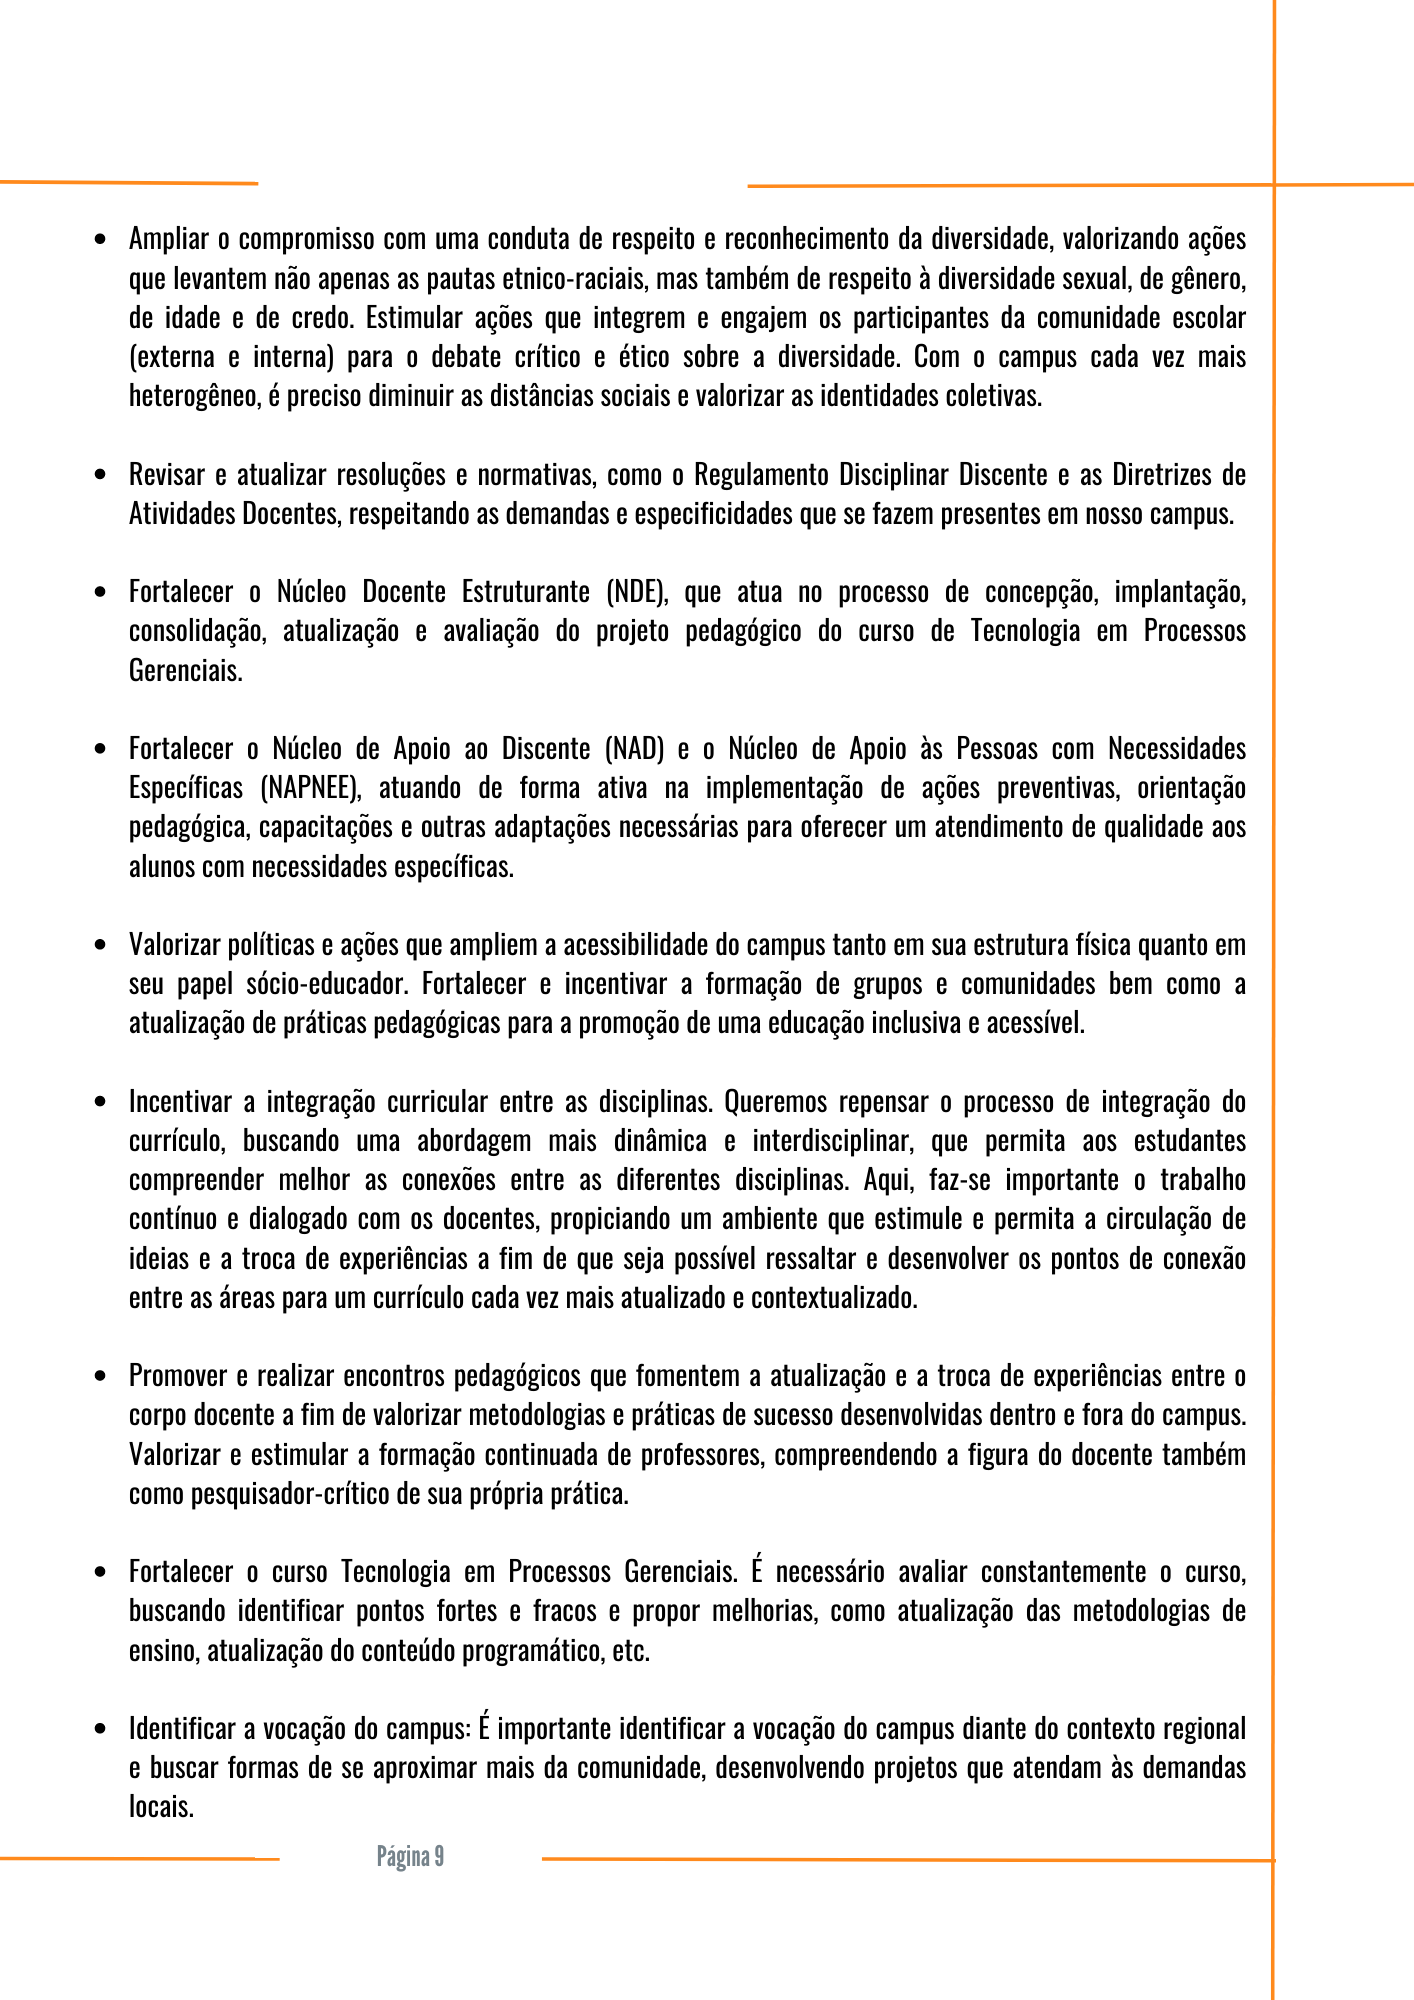 • Ampliar o compromisso com uma conduta de respeito e reconhecimento da diversidade, valorizando ações
que levantem não apenas as pautas etnico-raciais, mas também de respeito à diversidade sexual, de gênero,
de idade e de credo. Estimular ações que integrem e engajem os participantes da comunidade escolar
(externa e interna) para o debate crítico e ético sobre a diversidade. Com o campus cada vez mais
heterogêneo, é preciso diminuir as distâncias sociais e valorizar as identidades coletivas.
• Revisar e atualizar resoluções e normativas, como o Regulamento Disciplinar Discente e as Diretrizes de
Atividades Docentes, respeitando as demandas e especificidades que se fazem presentes em nosso campus.
• Fortalecer o Núcleo Docente Estruturante (NDE), que atua no processo de concepção, implantação,
consolidação, atualização e avaliação do projeto pedagógico do curso de Tecnologia em Processos
Gerenciais.
• Fortalecer o Núcleo de Apoio ao Discente (NAD) e o Núcleo de Apoio às Pessoas com Necessidades
Específicas (NAPNEE), atuando de forma ativa na implementação de ações preventivas, orientação
pedagógica, capacitações e outras adaptações necessárias para oferecer um atendimento de qualidade aos
alunos com necessidades específicas.
• Valorizar políticas e ações que ampliem a acessibilidade do campus tanto em sua estrutura física quanto em
seu papel sócio-educador. Fortalecer e incentivar a formação de grupos e comunidades bem como a
atualização de práticas pedagógicas para a promoção de uma educação inclusiva e acessível.
• Incentivar a integração curricular entre as disciplinas. Queremos repensar o processo de integração do
currículo, buscando uma abordagem mais dinâmica e interdisciplinar, que permita aos estudantes
compreender melhor as conexões entre as diferentes disciplinas. Aqui, faz-se importante o trabalho
contínuo e dialogado com os docentes, propiciando um ambiente que estimule e permita a circulação de
ideias e a troca de experiências a fim de que seja possível ressaltar e desenvolver os pontos de conexão
entre as áreas para um currículo cada vez mais atualizado e contextualizado.
• Promover e realizar encontros pedagógicos que fomentem a atualização e a troca de experiências entre o
corpo docente a fim de valorizar metodologias e práticas de sucesso desenvolvidas dentro e fora do campus.
Valorizar e estimular a formação continuada de professores, compreendendo a figura do docente também
como pesquisador-crítico de sua própria prática.
• Fortalecer o curso Tecnologia em Processos Gerenciais. É necessário avaliar constantemente o curso,
buscando identificar pontos fortes e fracos e propor melhorias, como atualização das metodologias de
ensino, atualização do conteúdo programático, etc.
• Identificar a vocação do campus: É importante identificar a vocação do campus diante do contexto regional
e buscar formas de se aproximar mais da comunidade, desenvolvendo projetos que atendam às demandas
locais.
Página 9